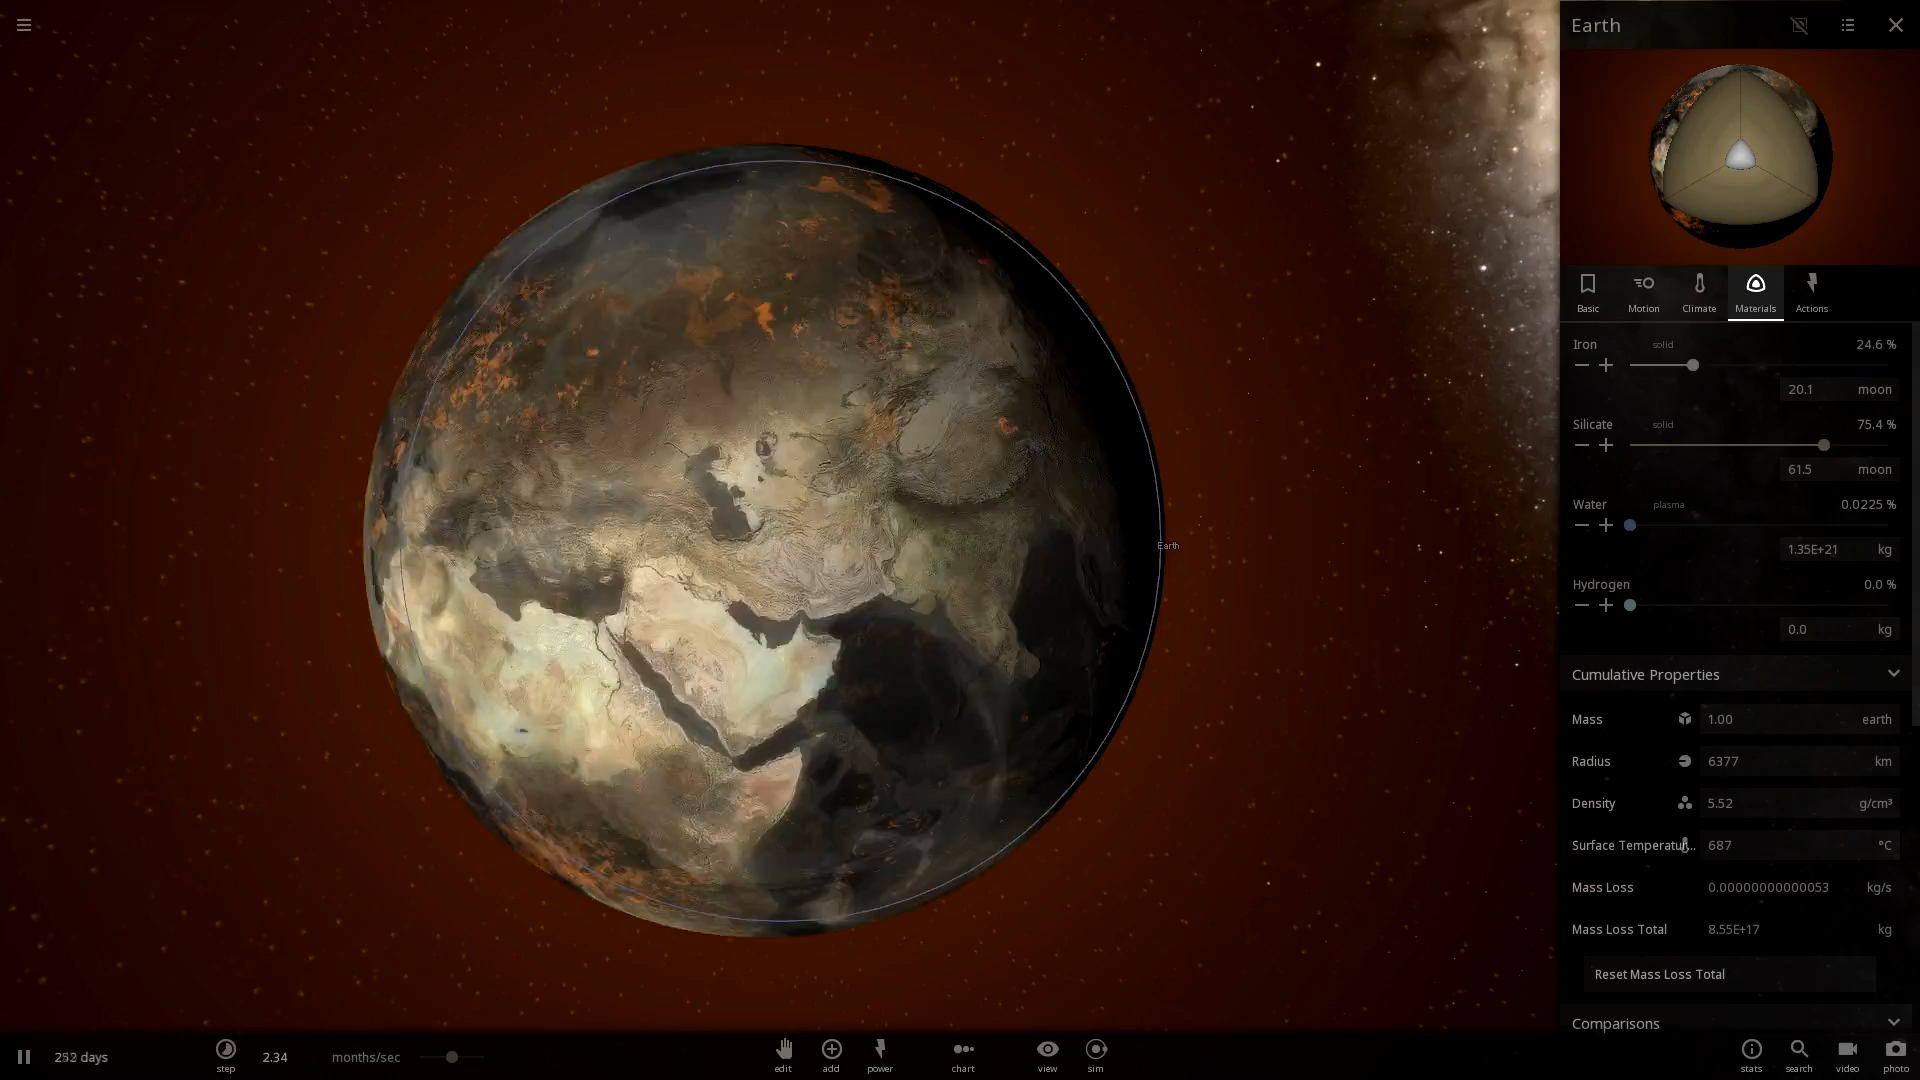 Earth
Basic
Motion
Climate
Materials
Actions
Iron solid 24.6 %
20.1 moon
Silicate solid 75.4 %
61.5 moon
Water plasma 0.0225 %
1.35E+21 kg
Hydrogen 0.0 %
0.0 kg
Cumulative Properties
Mass 1.00 earth
Radius 6377 km
Density 5.52 g/cm³
Surface Temperatur... 687 °C
Mass Loss 0.00000000000053 kg/s
Mass Loss Total 8.55E+17 kg
Reset Mass Loss Total
Comparisons
Earth
days
step
2.34 months/sec
edit
add
power
chart
view
sim
stats
search
video
photo